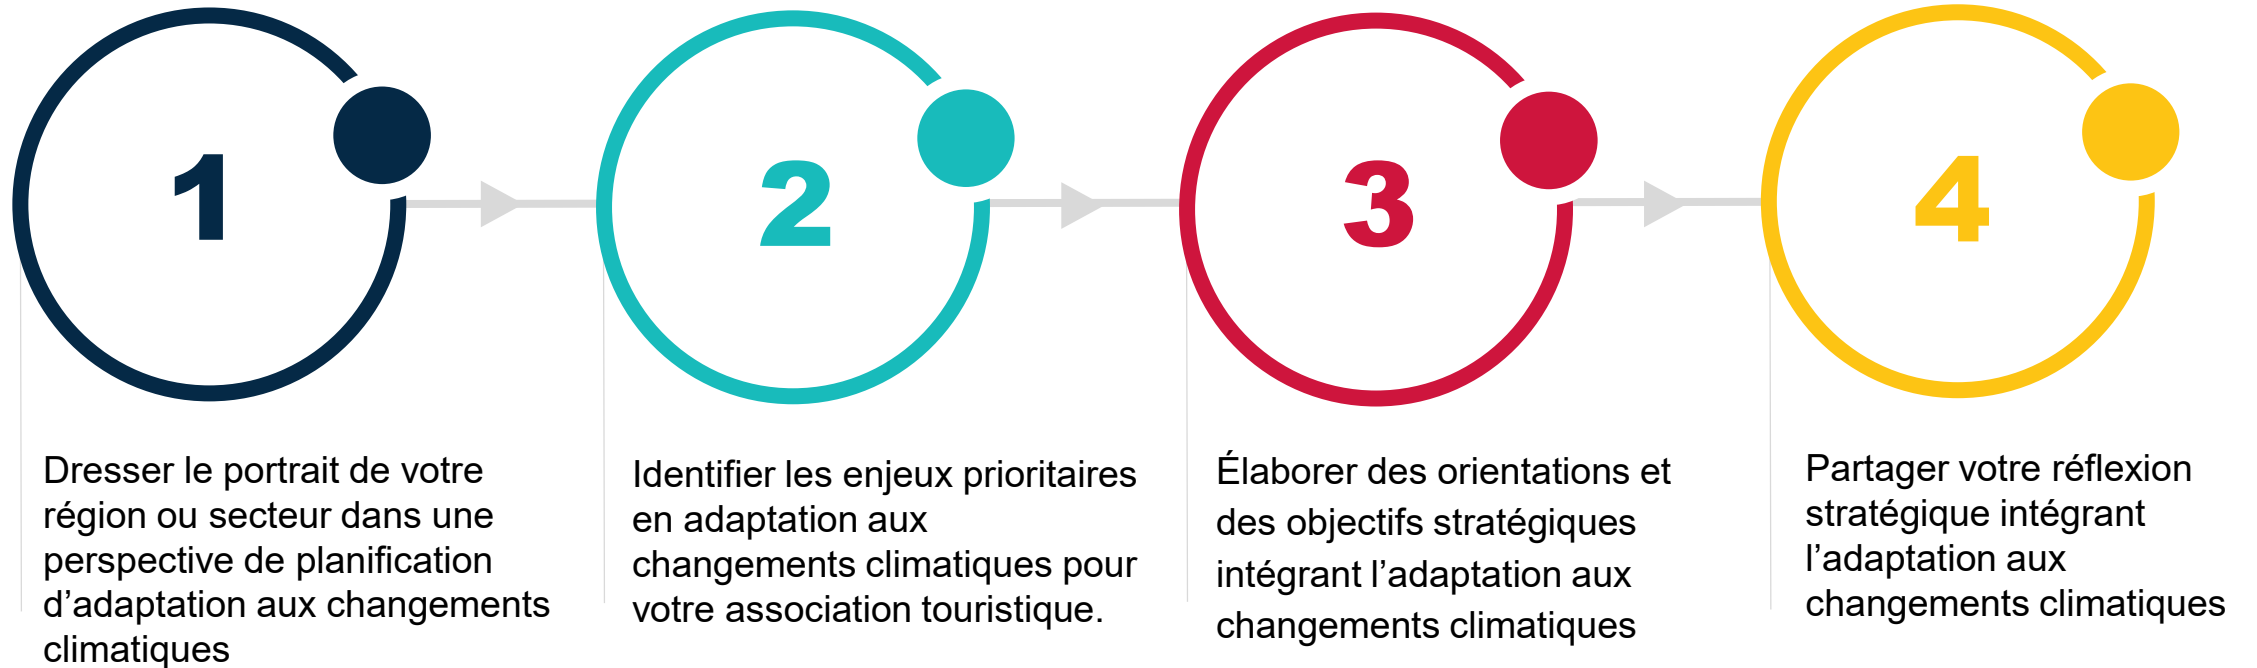 1
Dresser le portrait de votre
région ou secteur dans une
perspective de planification
d’adaptation aux changements
climatiques
2
Identifier les enjeux prioritaires
en adaptation aux
changements climatiques pour
votre association touristique.
3
Élaborer des orientations et
des objectifs stratégiques
intégrant l’adaptation aux
changements climatiques
4
Partager votre réflexion
stratégique intégrant
l’adaptation aux
changements climatiques